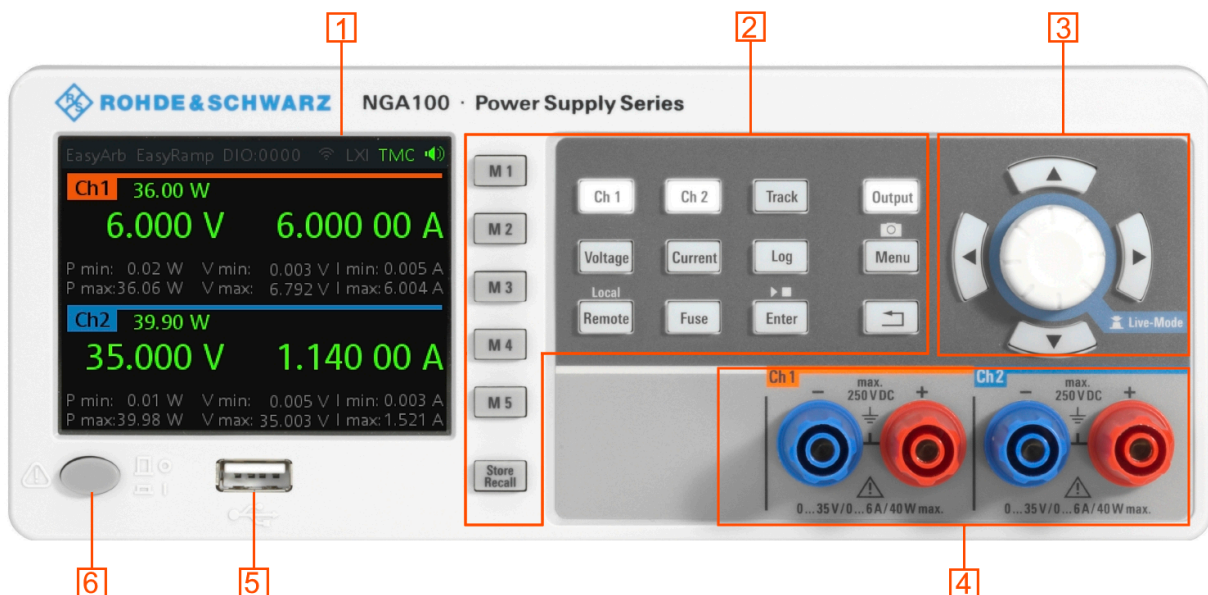 1
2
3
R&S ROHDE&SCHWARZ NGA100 · Power Supply Series
EasyArb EasyRamp DIO:0000 LXI TMC
Ch1 36.00 W
6.000 V 6.000 00 A
P min: 0.02 W V min: 0.003 V I min: 0.005 A
P max:36.06 W V max: 6.792 V I max:6.004 A
Ch2 39.90 W
35.000 V 1.140 00 A
P min: 0.01 W V min: 0.005 V I min: 0.003 A
P max:39.98 W V max: 35.003 V I max:1.521 A
M 1
M 2
M 3
M 4
M 5
Store
Recall
Ch 1 Ch 2 Track Output
Voltage Current Log Menu
Local
Remote Fuse Enter
Live-Mode
Ch 1
max.
250 V DC
− +
0...35 V/0...6 A/40 W max.
Ch 2
max.
250 V DC
− +
0...35 V/0...6 A/40 W max.
6
5
4